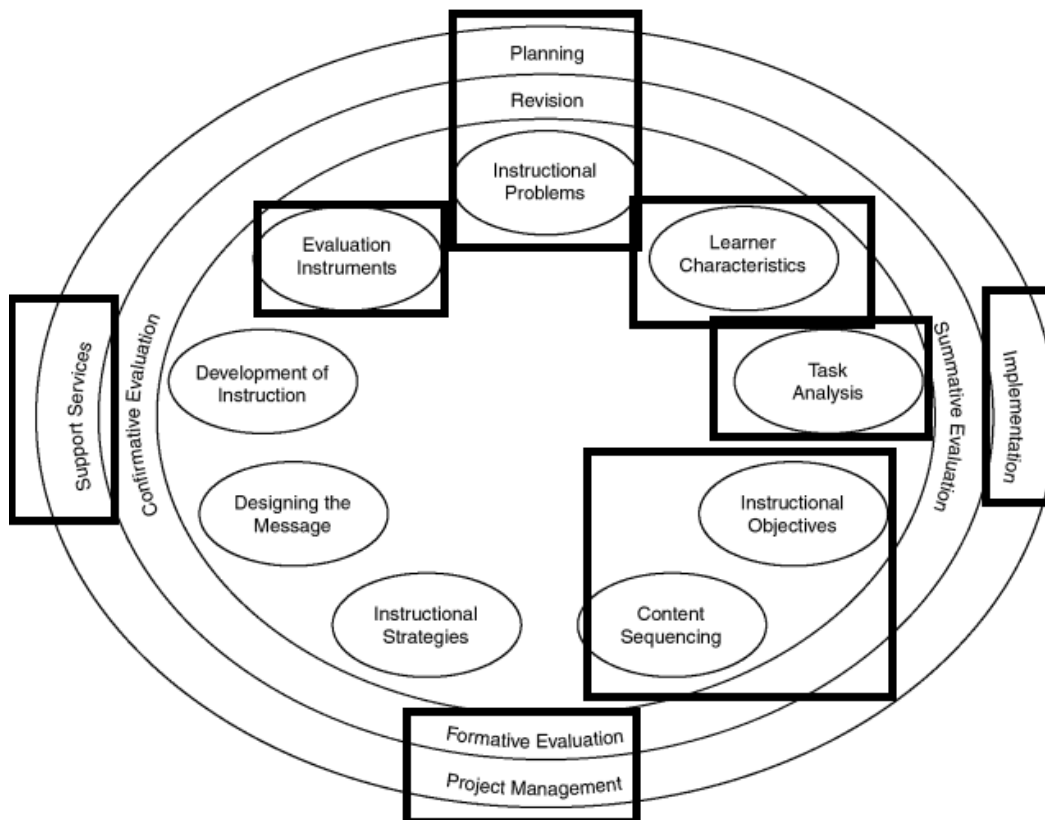 Planning
Revision
Instructional
Problems
Evaluation
Instruments
Learner
Characteristics
Support Services
Confirmative Evaluation
Development of
Instruction
Task
Analysis
Summative Evaluation
Implementation
Designing the
Message
Instructional
Objectives
Instructional
Strategies
Content
Sequencing
Formative Evaluation
Project Management